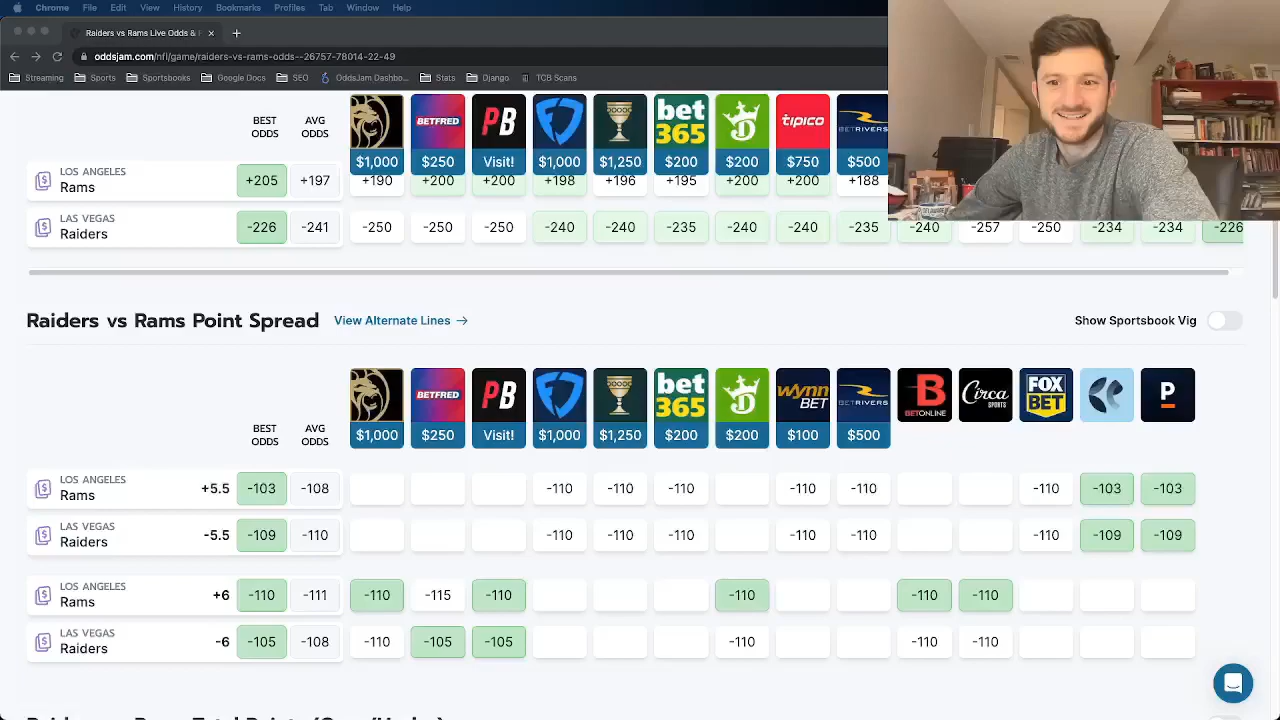 Chrome File Edit View History Bookmarks Profiles Tab Window Help
Raiders vs Rams Live Odds &
oddsjam.com/nfl/game/raiders-vs-rams-odds--26757-78014-22-49
Streaming Sports Sportsbooks Google Docs SEO OddsJam Dashbo... Stats Django TCB Scans
BEST ODDS AVG ODDS BETFRED PB bet365 tipico BETRIVERS
$1,000 $250 Visit! $1,000 $1,250 $200 $200 $750 $500
LOS ANGELES
Rams +205 +197 +190 +200 +200 +198 +196 +195 +200 +200 +188
LAS VEGAS
Raiders -226 -241 -250 -250 -250 -240 -240 -235 -240 -240 -235 -240 -257 -250 -234 -234 -226
Raiders vs Rams Point Spread View Alternate Lines → Show Sportsbook Vig
BETFRED PB bet365 WYNN BET BETRIVERS B BETONLINE Circa SPORTS FOX BET P
BEST ODDS AVG ODDS $1,000 $250 Visit! $1,000 $1,250 $200 $200 $100 $500
LOS ANGELES
Rams +5.5 -103 -108 -110 -110 -110 -110 -110 -110 -103 -103
LAS VEGAS
Raiders -5.5 -109 -110 -110 -110 -110 -110 -110 -110 -109 -109
LOS ANGELES
Rams +6 -110 -111 -110 -115 -110 -110 -110 -110
LAS VEGAS
Raiders -6 -105 -108 -110 -105 -105 -110 -110 -110